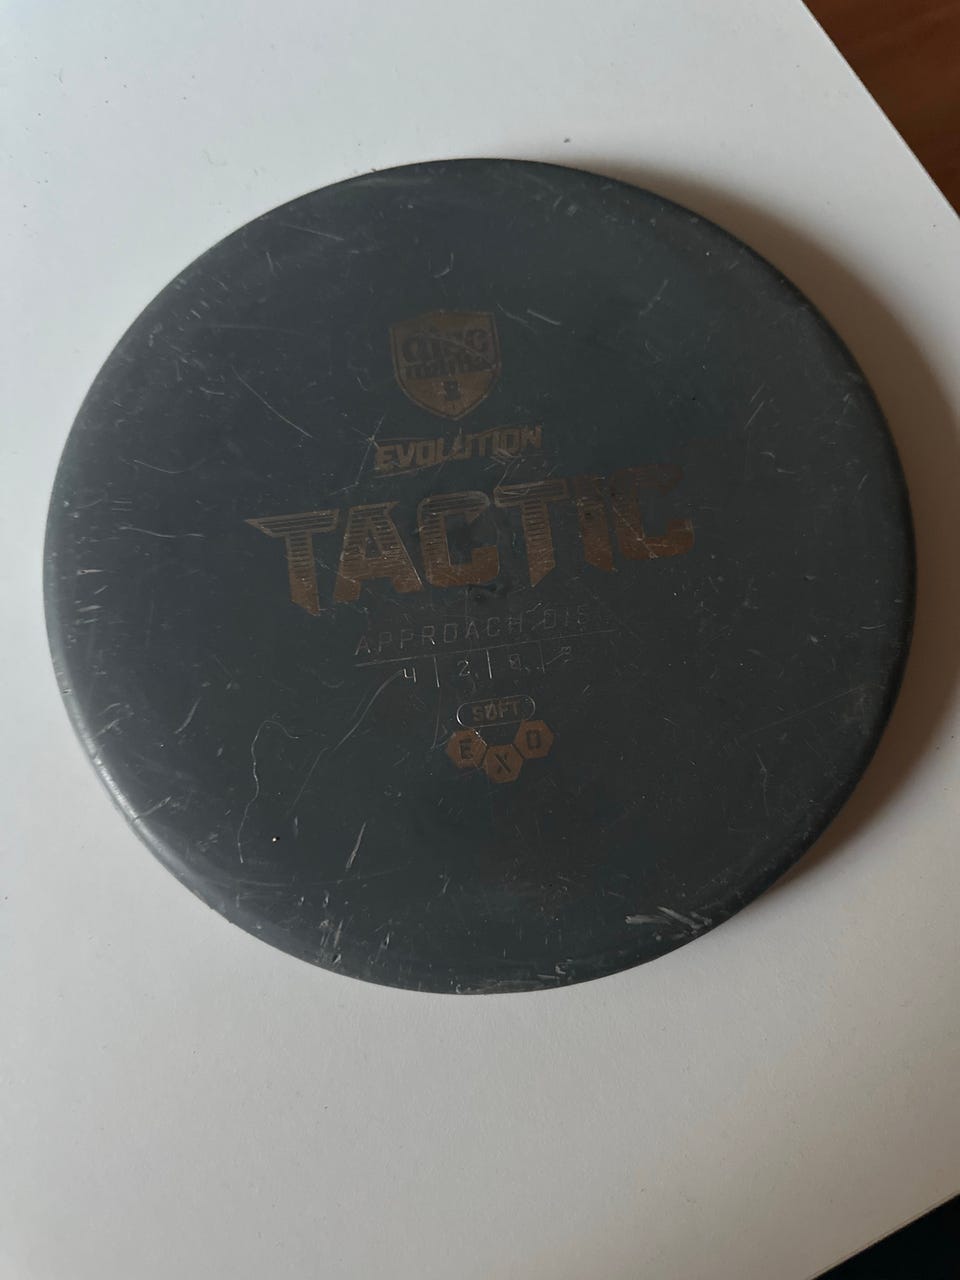 disc
mania
EVOLUTION
TACTIC
APPROACH DISC
4 | 2 | 0 | 3
SOFT
EXO